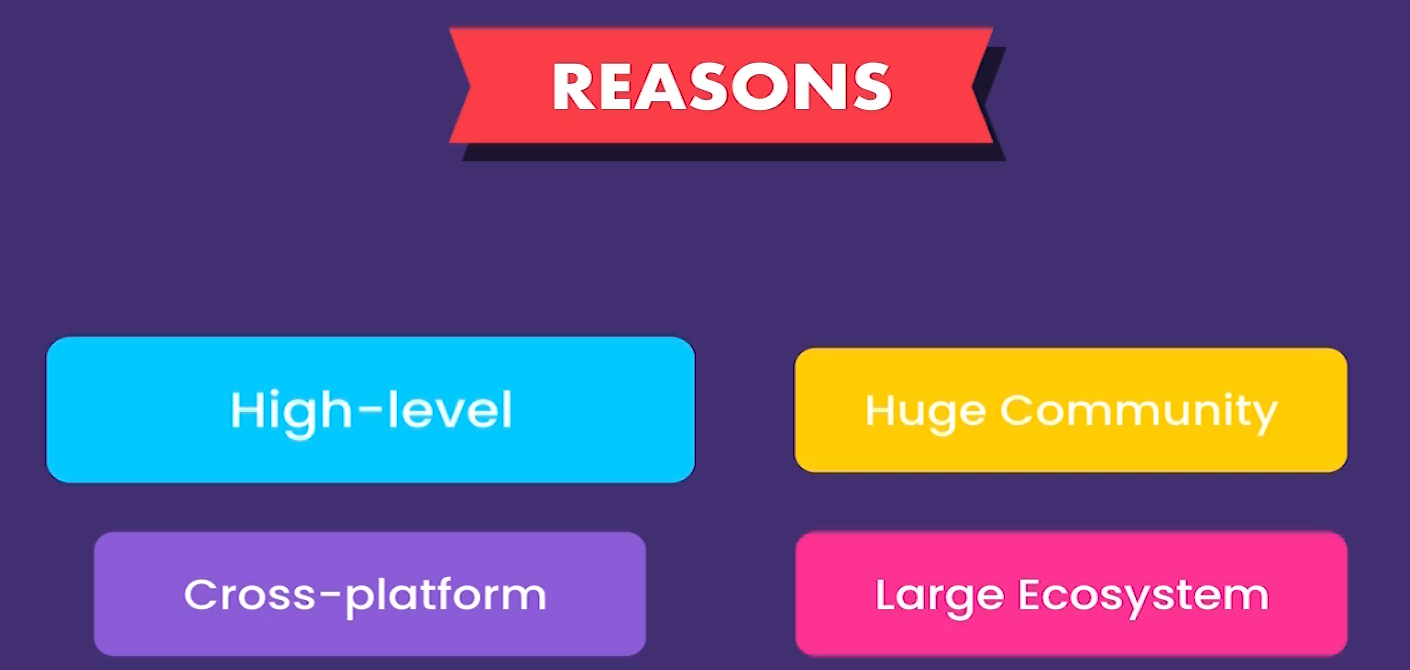 REASONS
High-level
Huge Community
Cross-platform
Large Ecosystem